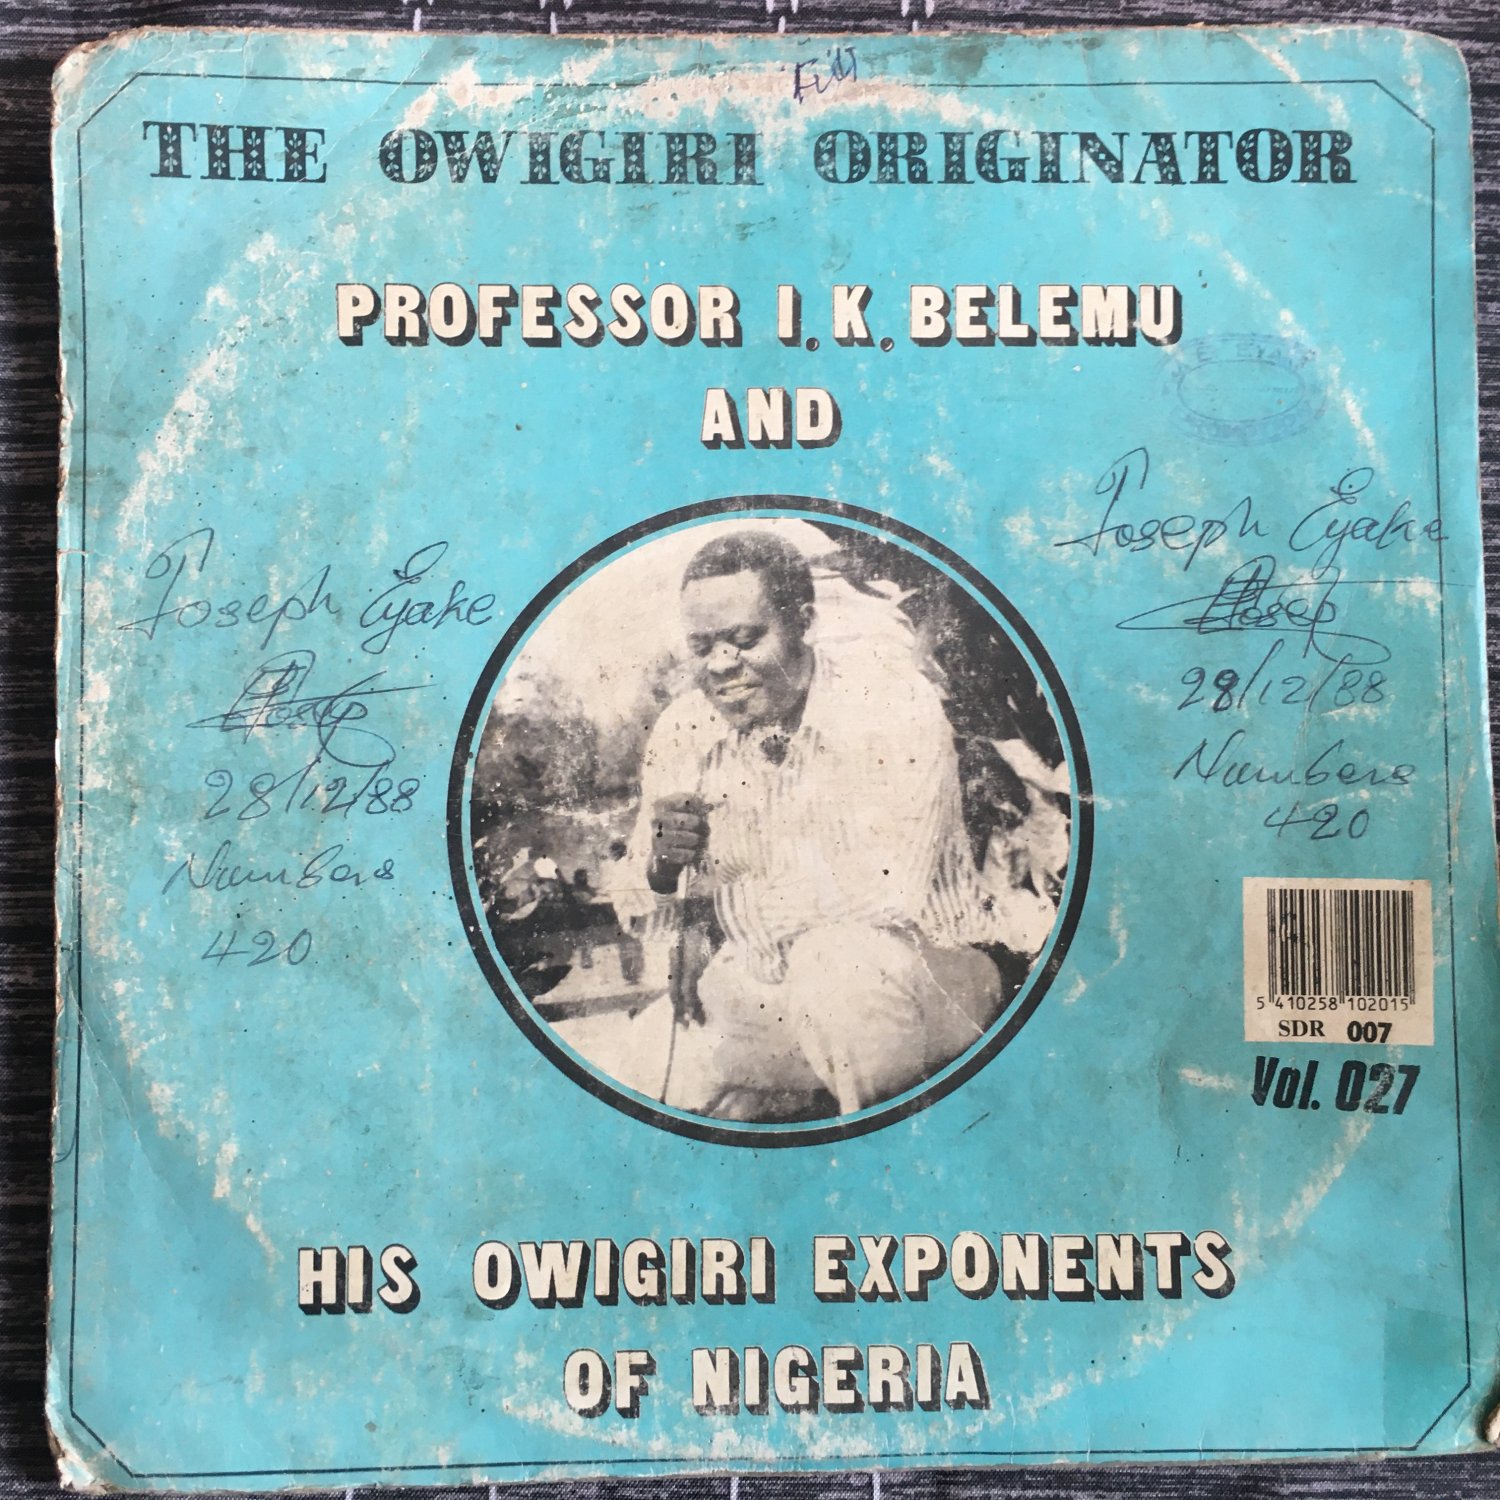 THE OWIGIRI ORIGINATOR
PROFESSOR I.K. BELEMU
AND
Joseph Eyake
28/12/88
Numbers
420
Joseph Eyake
Josep
28/12/88
Numbers
420
5 410258 102015
SDR 007
Vol. 027
HIS OWIGIRI EXPONENTS
OF NIGERIA